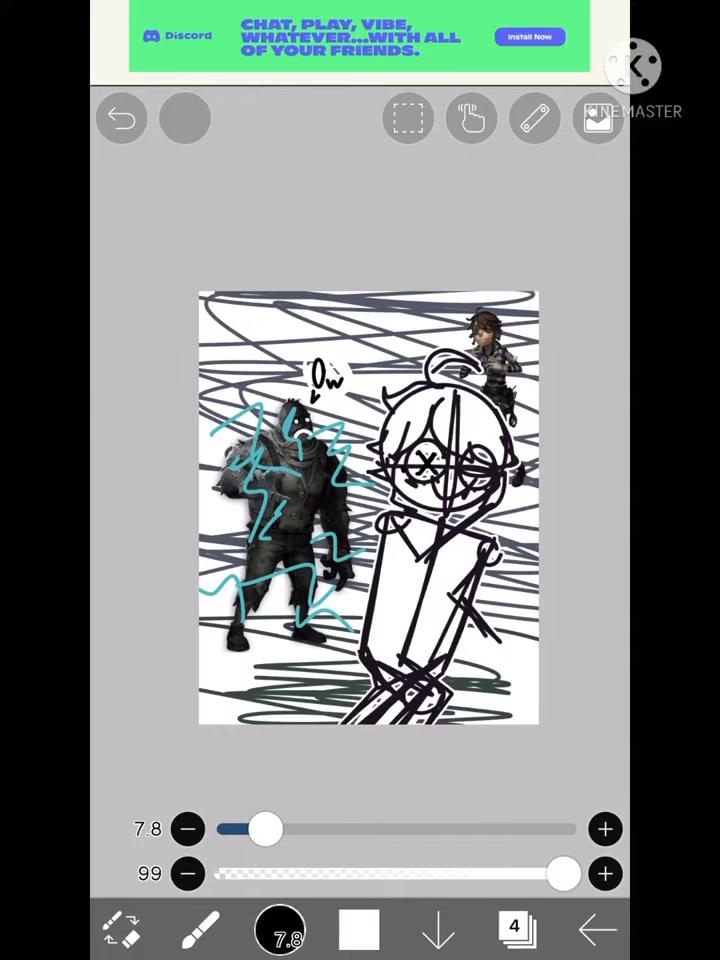 Discord
CHAT, PLAY, VIBE,
WHATEVER...WITH ALL
OF YOUR FRIENDS.
Install Now
K
KINEMASTER
Ow
7.8
99
7.8
4